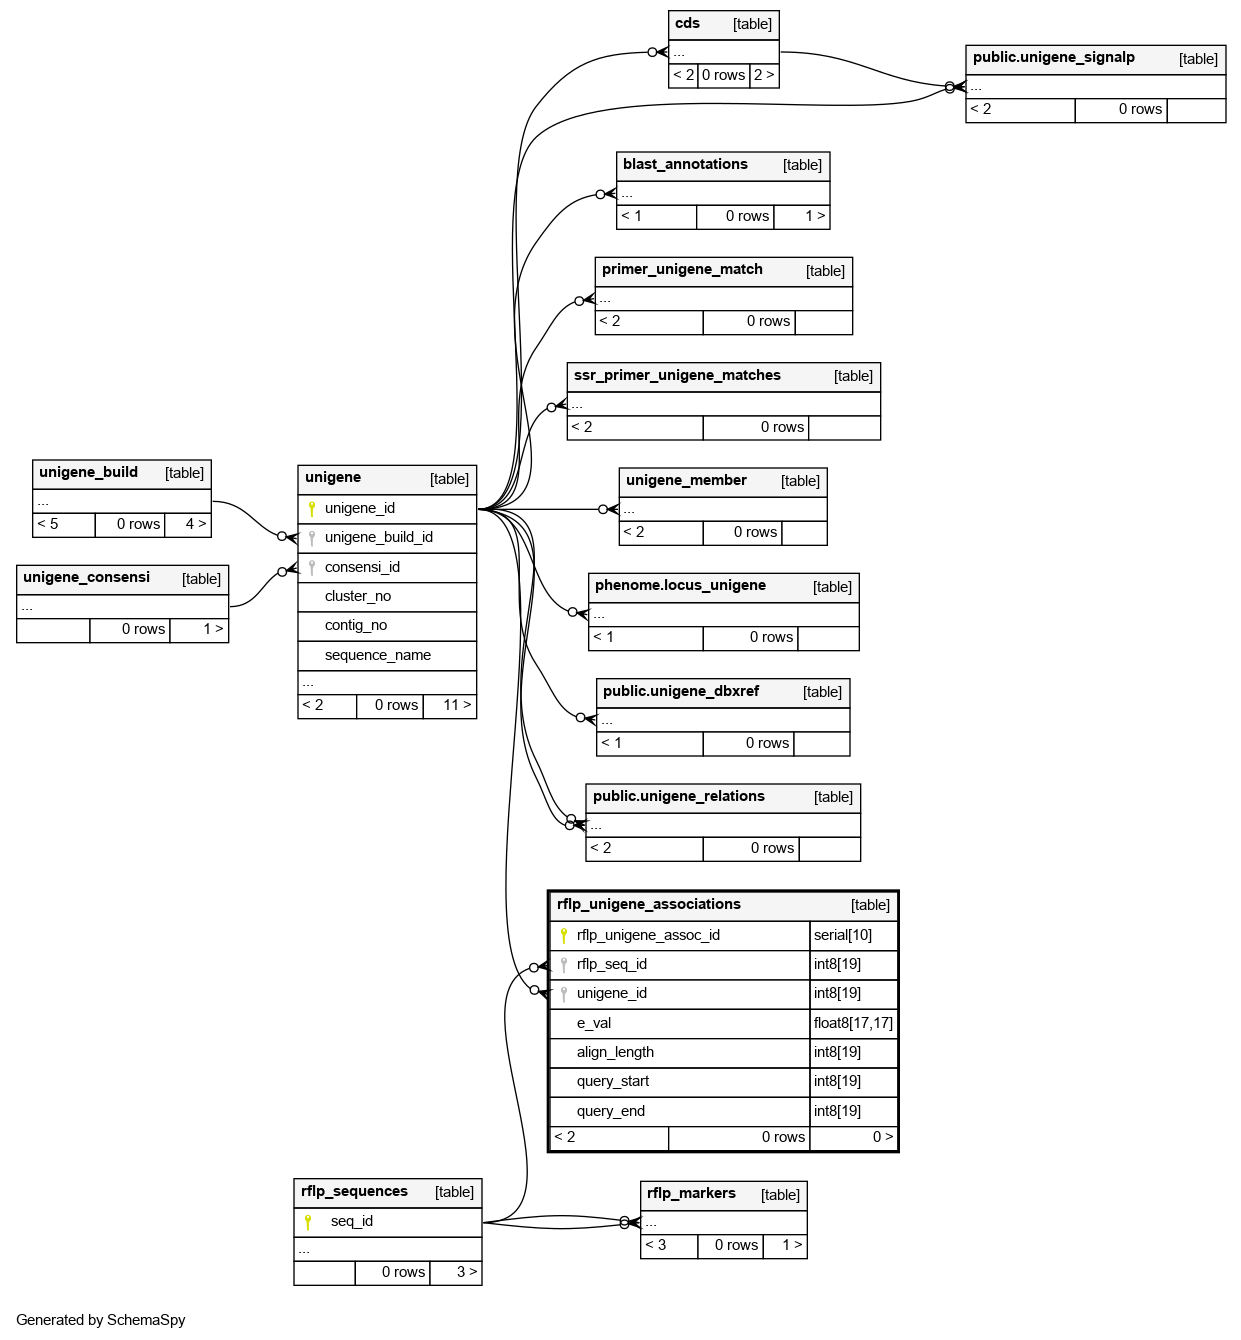 cds [table]
...
< 2 0 rows 2 >
public.unigene_signalp [table]
...
< 2 0 rows
blast_annotations [table]
...
< 1 0 rows 1 >
primer_unigene_match [table]
...
< 2 0 rows
ssr_primer_unigene_matches [table]
...
< 2 0 rows
unigene_build [table]
...
< 5 0 rows 4 >
unigene_consensi [table]
...
0 rows 1 >
unigene [table]
unigene_id
unigene_build_id
consensi_id
cluster_no
contig_no
sequence_name
...
< 2 0 rows 11 >
unigene_member [table]
...
< 2 0 rows
phenome.locus_unigene [table]
...
< 1 0 rows
public.unigene_dbxref [table]
...
< 1 0 rows
public.unigene_relations [table]
...
< 2 0 rows
rflp_unigene_associations [table]
rflp_unigene_assoc_id serial[10]
rflp_seq_id int8[19]
unigene_id int8[19]
e_val float8[17,17]
align_length int8[19]
query_start int8[19]
query_end int8[19]
< 2 0 rows 0 >
rflp_sequences [table]
seq_id
...
0 rows 3 >
rflp_markers [table]
...
< 3 0 rows 1 >
Generated by SchemaSpy